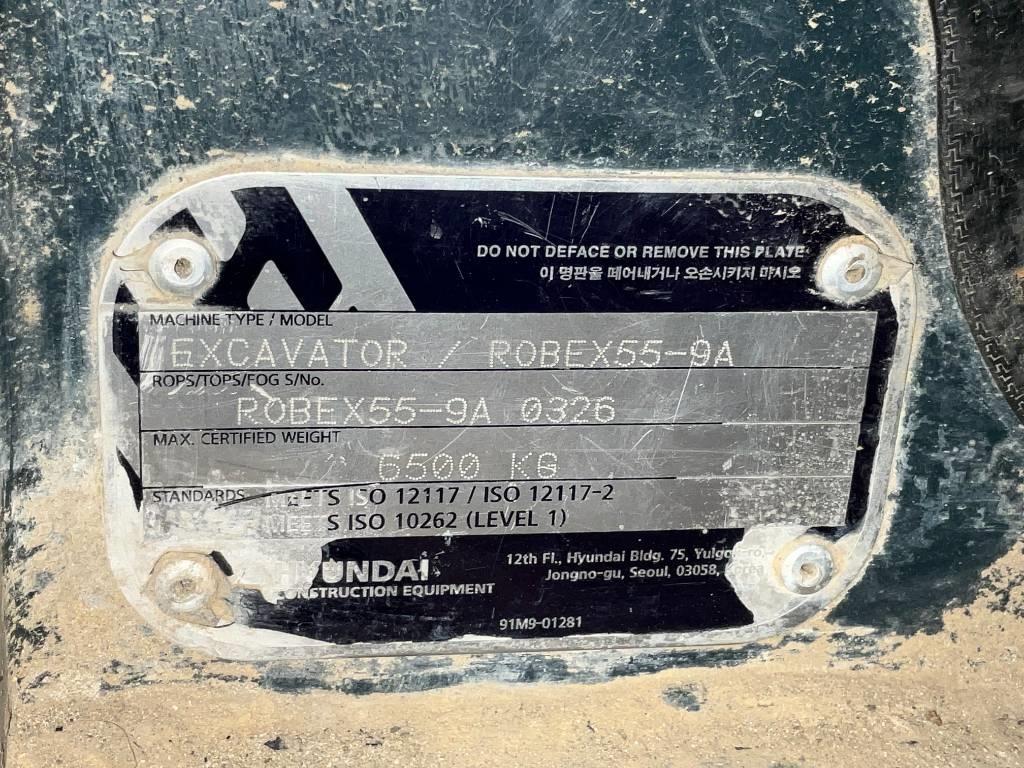 DO NOT DEFACE OR REMOVE THIS PLATE
이 명판을 떼어내거나 오손시키지 마시오
MACHINE TYPE / MODEL
EXCAVATOR / ROBEX55-9A
ROPS/TOPS/FOG S/No.
ROBEX55-9A 0326
MAX. CERTIFIED WEIGHT
6500 KG
STANDARDS
ISO 12117 / ISO 12117-2
MEETS ISO 10262 (LEVEL 1)
HYUNDAI
CONSTRUCTION EQUIPMENT
12th Fl., Hyundai Bldg. 75,
Jongno-gu, Seoul, 03058, Korea
91M9-01281